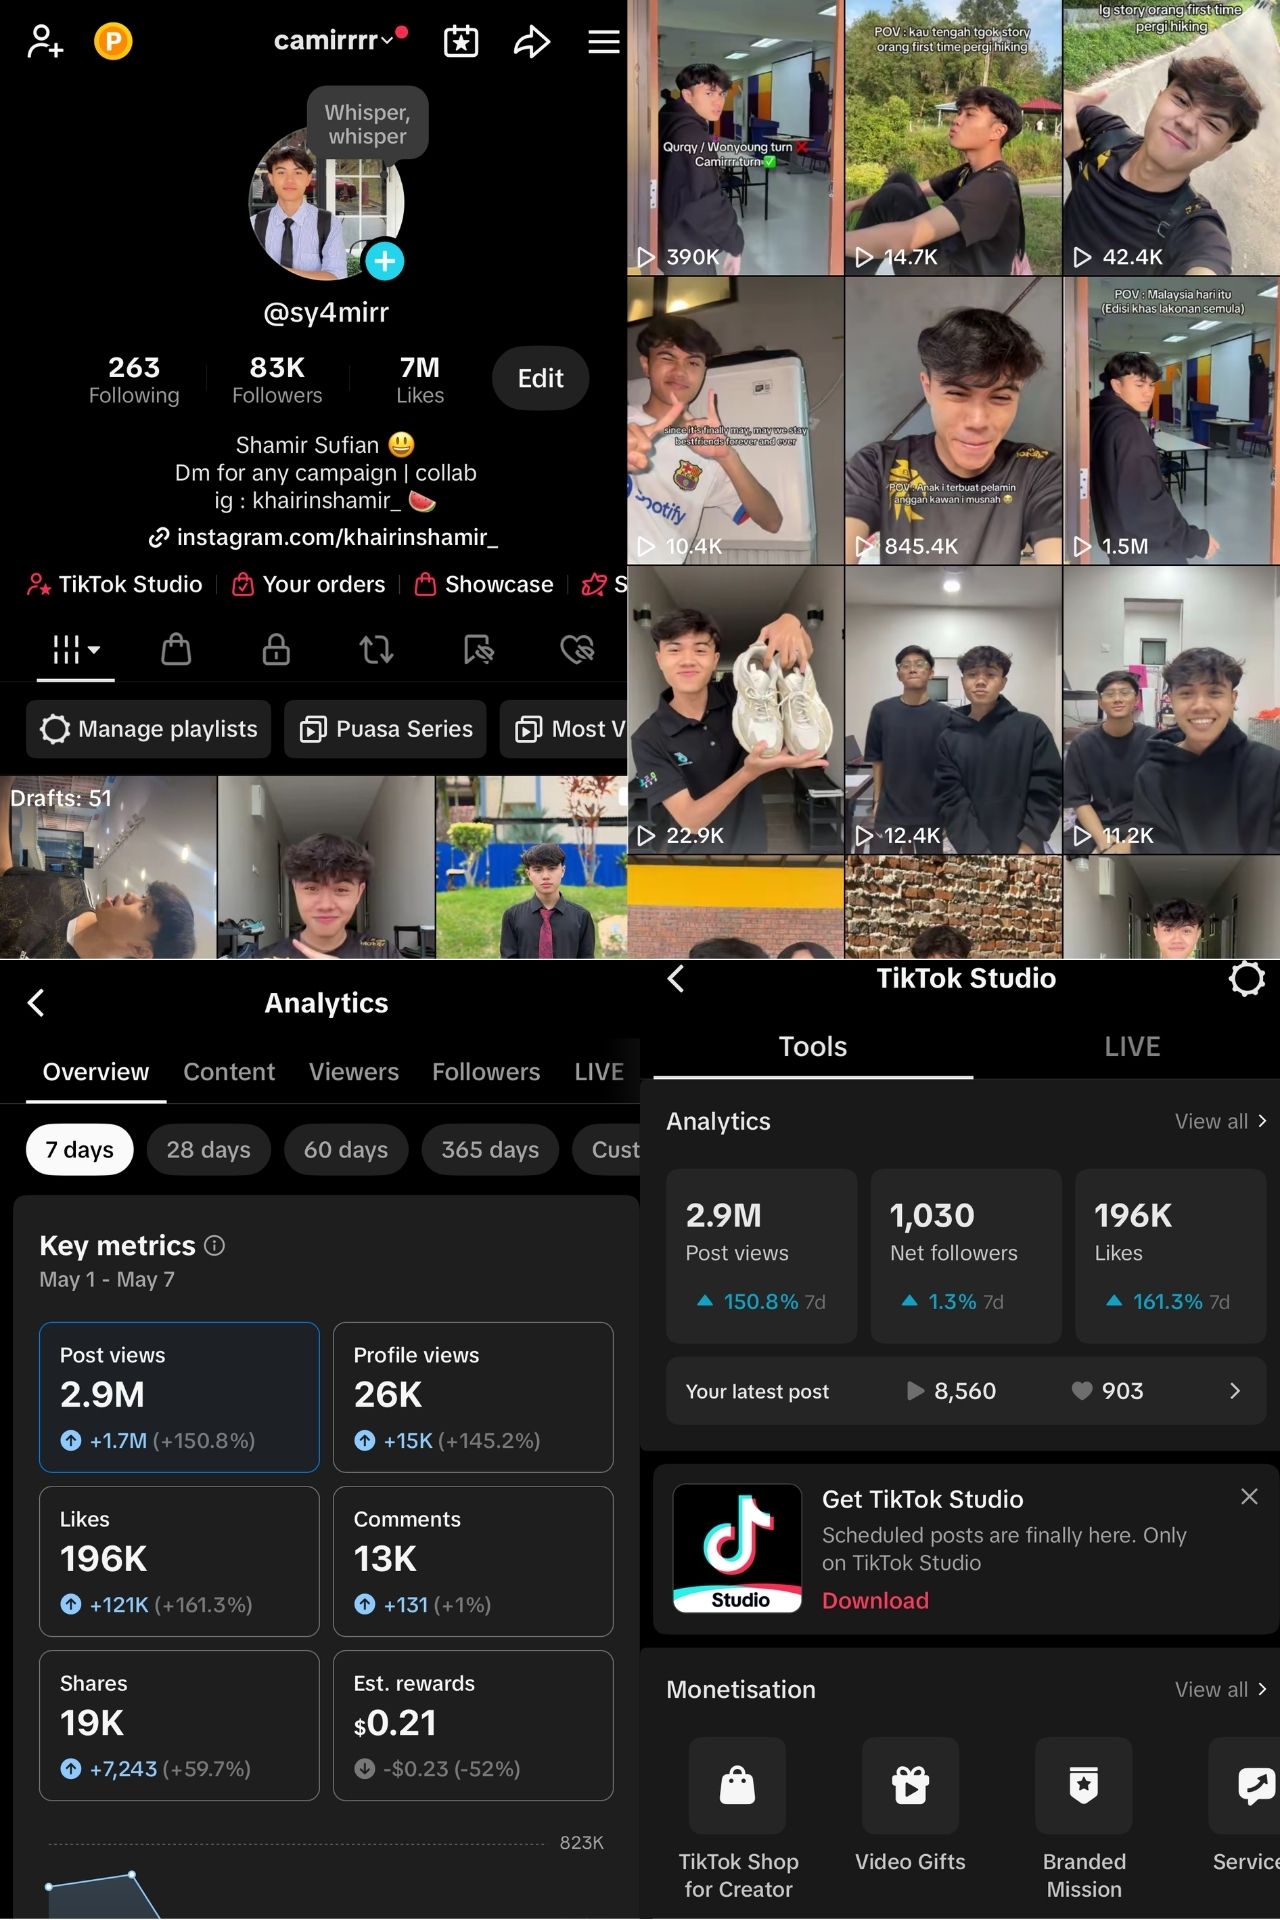 P
camirrrr
Whisper,
whisper
@sy4mirr
263
Following
83K
Followers
7M
Likes
Edit
Shamir Sufian 😃
Dm for any campaign | collab
ig : khairinshamir_ 🍉
instagram.com/khairinshamir_
TikTok Studio
Your orders
Showcase
S
Manage playlists
Puasa Series
Most V
Drafts: 51
Qurqy / Wonyoung turn ❌
Camirrr turn ✅
390K
POV : kau tengah tgok story
orang first time pergi hiking
14.7K
Ig story orang first time
pergi hiking
42.4K
since it's finally may, may we stay
bestfriends forever and ever
Spotify
10.4K
POV : Anak i terbuat pelamin
anggan kawan i musnah 😭
845.4K
POV : Malaysia hari itu
(Edisi khas lakonan semula)
1.5M
22.9K
12.4K
11.2K
Analytics
Overview
Content
Viewers
Followers
LIVE
7 days
28 days
60 days
365 days
Cust
Key metrics
May 1 - May 7
Post views
2.9M
+1.7M (+150.8%)
Profile views
26K
+15K (+145.2%)
Likes
196K
+121K (+161.3%)
Comments
13K
+131 (+1%)
Shares
19K
+7,243 (+59.7%)
Est. rewards
$0.21
-$0.23 (-52%)
823K
TikTok Studio
Tools
LIVE
Analytics
View all
2.9M
Post views
150.8% 7d
1,030
Net followers
1.3% 7d
196K
Likes
161.3% 7d
Your latest post
8,560
903
Get TikTok Studio
Scheduled posts are finally here. Only
on TikTok Studio
Download
Studio
Monetisation
View all
TikTok Shop
for Creator
Video Gifts
Branded
Mission
Service